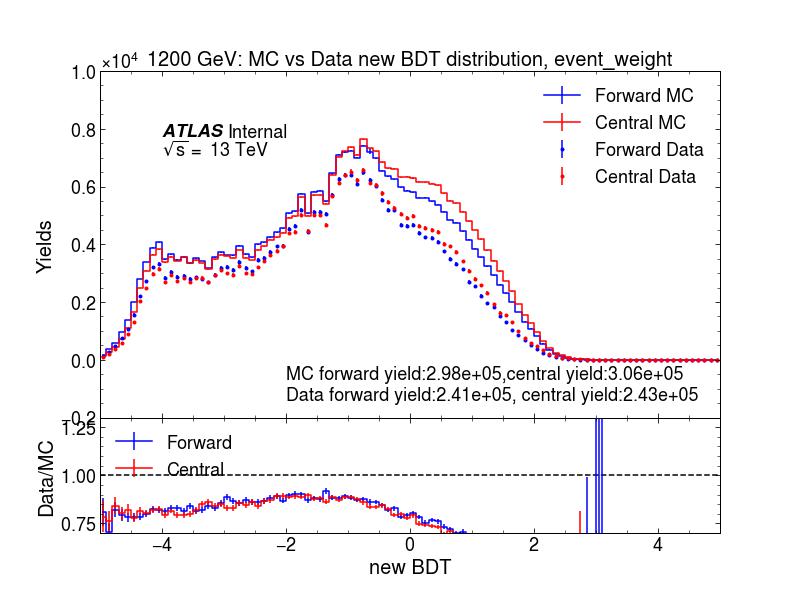 ×10⁴ 1200 GeV: MC vs Data new BDT distribution, event_weight
1.0
0.8
0.6
0.4
0.2
0.0
0.2
Yields
ATLAS Internal
√s = 13 TeV
Forward MC
Central MC
Forward Data
Central Data
MC forward yield:2.98e+05,central yield:3.06e+05
Data forward yield:2.41e+05, central yield:2.43e+05
1.25
1.00
0.75
Data/MC
Forward
Central
−4 −2 0 2 4
new BDT